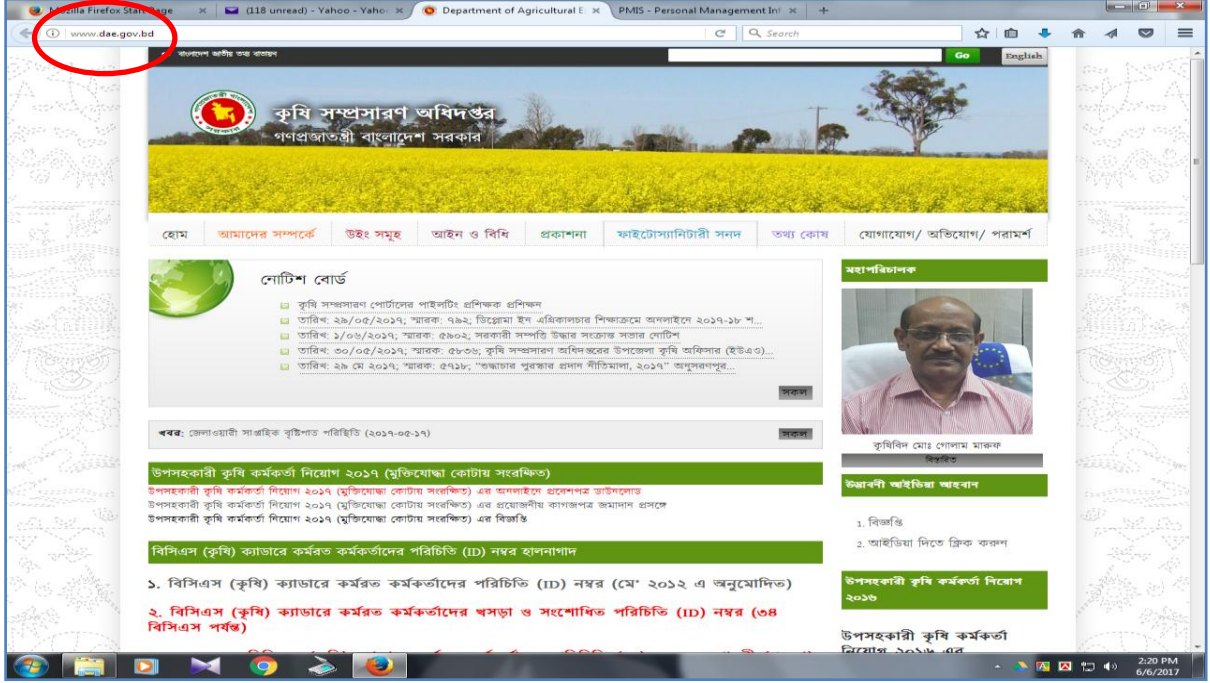 Mozilla Firefox Start Page
(118 unread) - Yahoo - Yaho
Department of Agricultural E
PMIS - Personal Management Inf
www.dae.gov.bd
Search
বাংলাদেশ জাতীয় তথ্য বাতায়ন
Go
English
কৃষি সম্প্রসারণ অধিদপ্তর
গণপ্রজাতন্ত্রী বাংলাদেশ সরকার
হোম আমাদের সম্পর্কে উইং সমূহ আইন ও বিধি প্রকাশনা ফাইটোস্যানিটারী সনদ তথ্য কোষ যোগাযোগ/ অভিযোগ/ পরামর্শ
নোটিশ বোর্ড
কৃষি সম্প্রসারণ পোর্টালের পাইলটিং প্রশিক্ষক প্রশিক্ষন
তারিখ: ২৯/০৫/২০১৭; স্মারক: ৭৯২; ডিপ্লোমা ইন এগ্রিকালচার শিক্ষাক্রমে অনলাইনে ২০১৭-১৮ শ...
তারিখ: ১/০৬/২০১৭; স্মারক: ৫৯০২; সরকারী সম্পত্তি উদ্ধার সংক্রান্ত সভার নোটিশ
তারিখ: ৩০/০৫/২০১৭; স্মারক: ৫৮৩৬; কৃষি সম্প্রসারণ অধিদপ্তরের উপজেলা কৃষি অফিসার (ইউএও)...
তারিখ: ২৯ মে ২০১৭; স্মারক: ৫৭১৮; "শুদ্ধাচার পুরস্কার প্রদান নীতিমালা, ২০১৭" অনুসরণপূর...
সকল
খবর: জেলাওয়ারী সাপ্তাহিক বৃষ্টিপাত পরিস্থিতি (২০১৭-০৫-১৭)
সকল
মহাপরিচালক
কৃষিবিদ মোঃ গোলাম মারুফ
বিস্তারিত
উপসহকারী কৃষি কর্মকর্তা নিয়োগ ২০১৭ (মুক্তিযোদ্ধা কোটায় সংরক্ষিত)
উপসহকারী কৃষি কর্মকর্তা নিয়োগ ২০১৭ (মুক্তিযোদ্ধা কোটায় সংরক্ষিত) এর অনলাইনে প্রবেশপত্র ডাউনলোড
উপসহকারী কৃষি কর্মকর্তা নিয়োগ ২০১৭ (মুক্তিযোদ্ধা কোটায় সংরক্ষিত) এর প্রয়োজনীয় কাগজপত্র জমাদান প্রসঙ্গে
উপসহকারী কৃষি কর্মকর্তা নিয়োগ ২০১৭ (মুক্তিযোদ্ধা কোটায় সংরক্ষিত) এর বিজ্ঞপ্তি
বিসিএস (কৃষি) ক্যাডারে কর্মরত কর্মকর্তাদের পরিচিতি (ID) নম্বর হালনাগাদ
১. বিসিএস (কৃষি) ক্যাডারে কর্মরত কর্মকর্তাদের পরিচিতি (ID) নম্বর (মে' ২০১২ এ অনুমোদিত)
২. বিসিএস (কৃষি) ক্যাডারে কর্মরত কর্মকর্তাদের খসড়া ও সংশোধিত পরিচিতি (ID) নম্বর (৩৪
বিসিএস পর্যন্ত)
উদ্ভাবনী আইডিয়া আহবান
1. বিজ্ঞপ্তি
2. আইডিয়া দিতে ক্লিক করুন
উপসহকারী কৃষি কর্মকর্তা নিয়োগ
২০১৬
উপসহকারী কৃষি কর্মকর্তা
নিয়োগ ২০১৬ এর
2:20 PM
6/6/2017